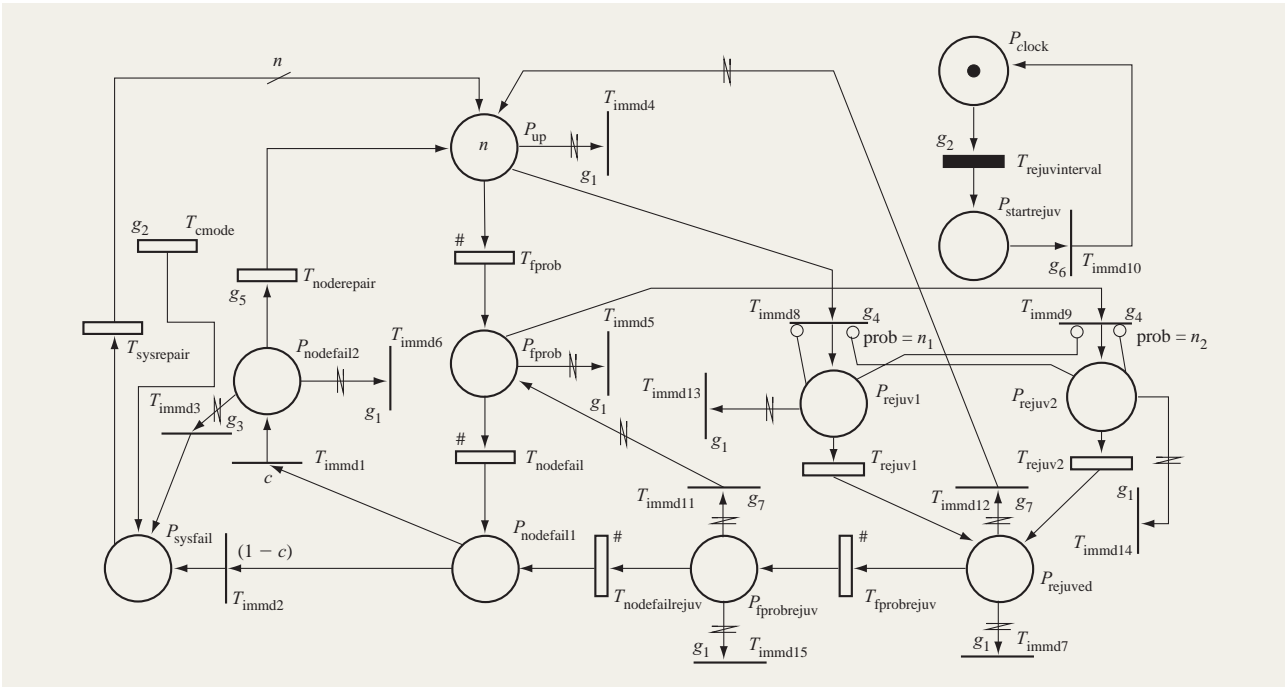 n
P_clock
T_immd4
P_up
n
g_1
g_2
T_rejuvinterval
P_startrejuv
g_6
T_immd10
g_2
T_cmode
#
T_fprob
T_noderepair
g_5
T_sysrepair
T_immd8
g_4
prob = n_1
T_immd9
g_4
prob = n_2
T_immd5
P_fprob
g_1
T_immd6
P_nodefail2
g_1
T_immd3
g_3
T_immd13
g_1
P_rejuv1
P_rejuv2
#
T_nodefail
T_immd1
c
T_rejuv1
T_rejuv2
g_1
T_immd14
T_immd11
g_7
T_immd12
g_7
P_sysfail
(1 − c)
T_immd2
P_nodefail1
#
T_nodefailrejuv
P_fprobrejuv
#
T_fprobrejuv
P_rejuved
g_1
T_immd15
g_1
T_immd7